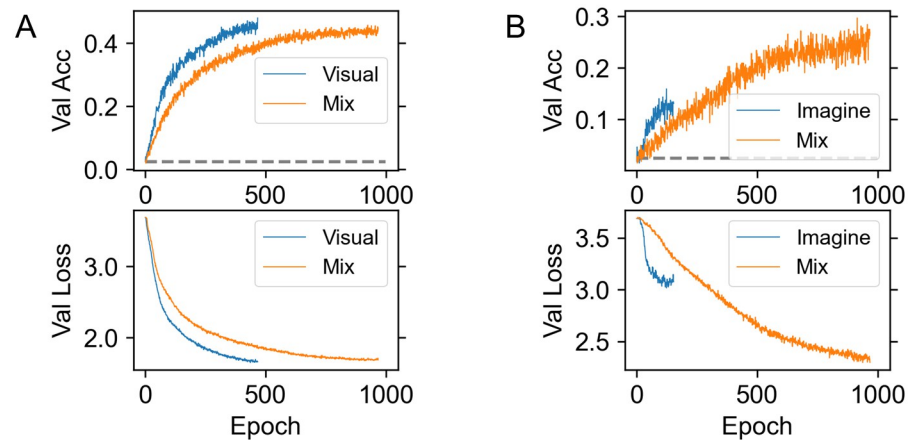 A
Val Acc
0.4
0.2
0.0
Visual
Mix
0
500
1000
Val Loss
3.0
2.0
Visual
Mix
0
500
1000
Epoch
B
Val Acc
0.3
0.2
0.1
Imagine
Mix
0
500
1000
Val Loss
3.5
3.0
2.5
Imagine
Mix
0
500
1000
Epoch